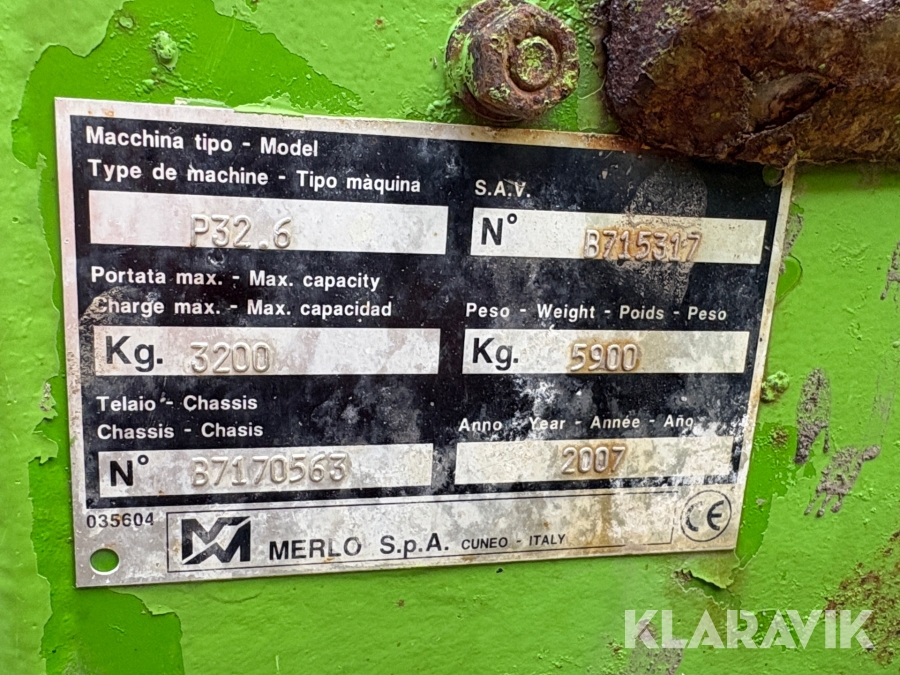 Macchina tipo - Model
Type de machine - Tipo màquina
P32.6
S.A.V.
N° B715317
Portata max. - Max. capacity
Charge max. - Max. capacidad
Kg. 3200
Peso - Weight - Poids - Peso
Kg. 5900
Telaio - Chassis
Chassis - Chasis
N° B7170563
Anno - Year - Année - Año
2007
035604
MERLO S.p.A. CUNEO - ITALY
CE
KLARAVIK